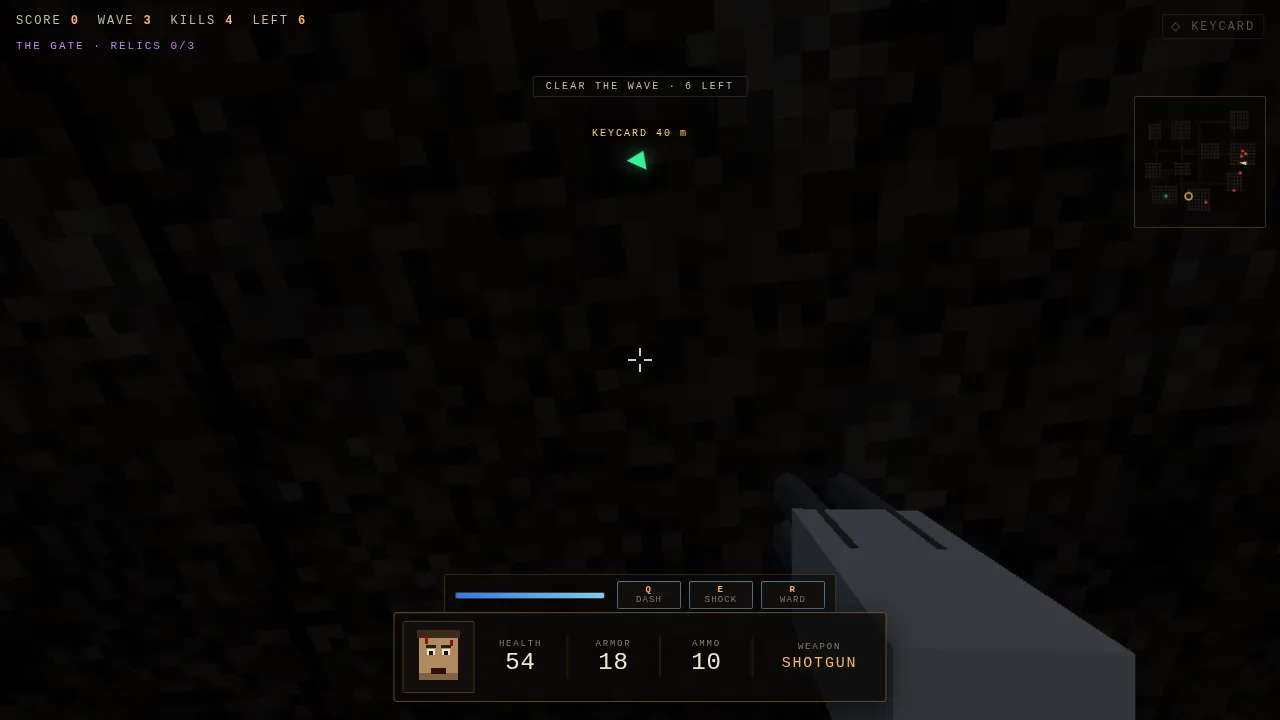 SCORE 0 WAVE 3 KILLS 4 LEFT 6
◇ KEYCARD
THE GATE · RELICS 0/3
CLEAR THE WAVE · 6 LEFT
KEYCARD 40 m
Q E R
DASH SHOCK WARD
HEALTH ARMOR AMMO WEAPON
54 18 10 SHOTGUN